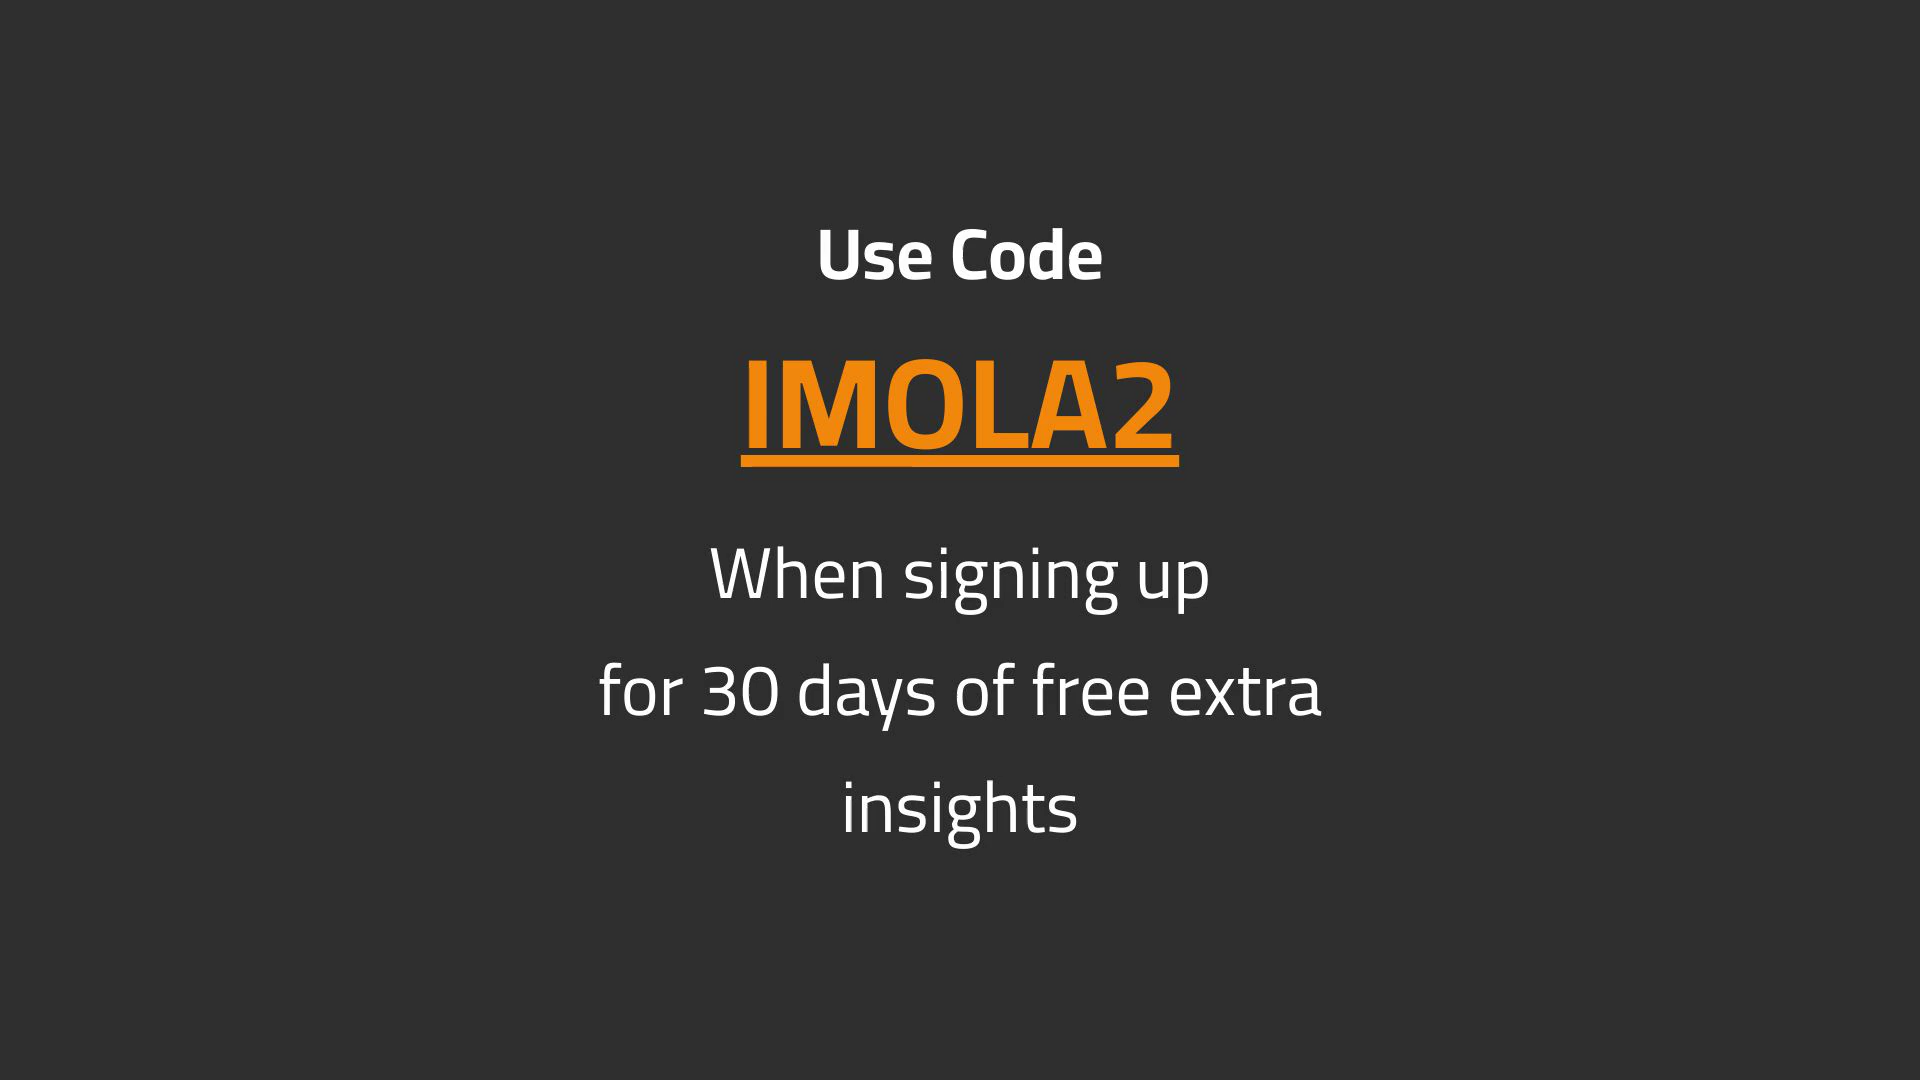 Use Code
IMOLA2
When signing up
for 30 days of free extra
insights